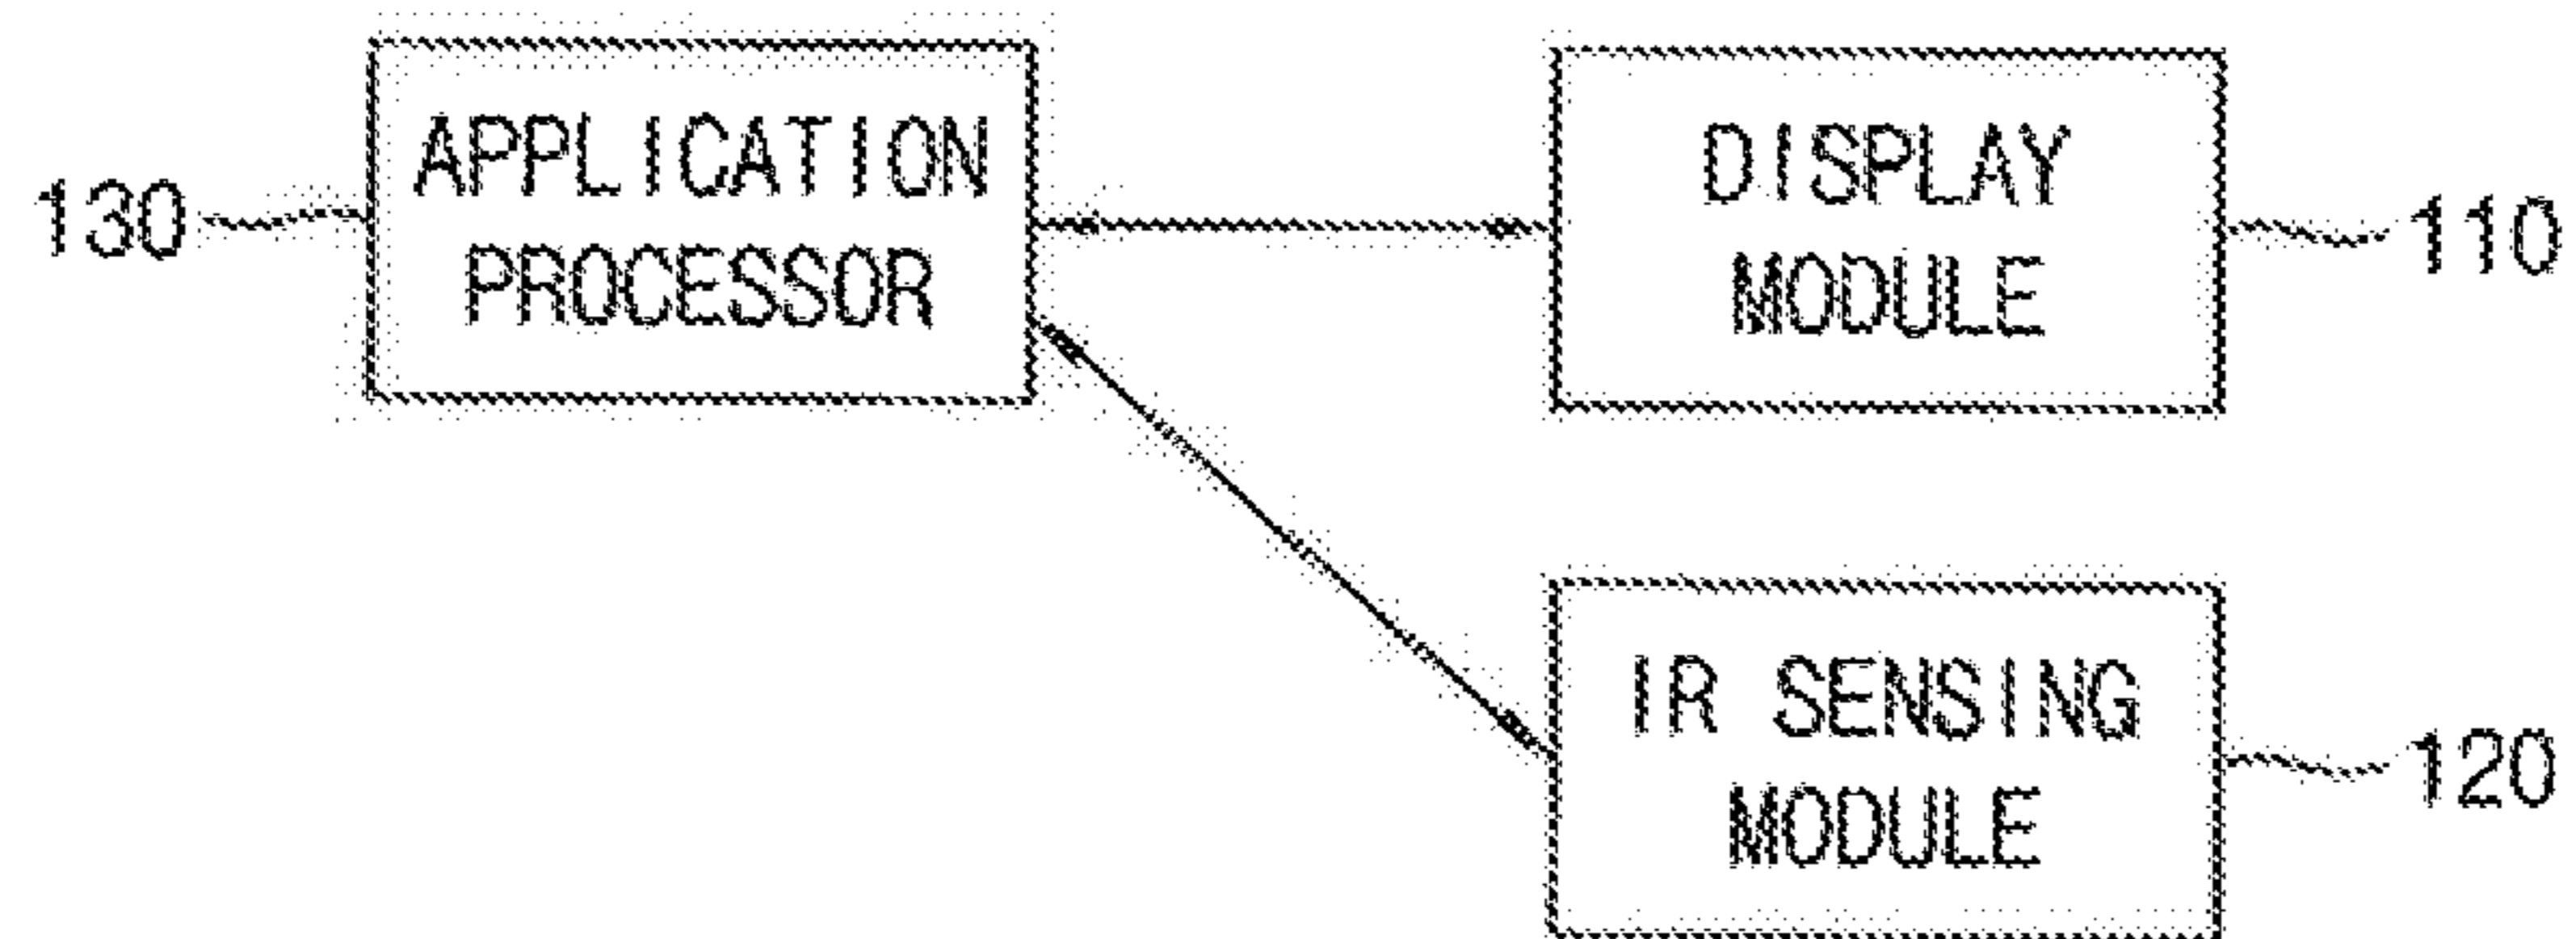 APPLICATION
PROCESSOR
130
DISPLAY
MODULE
110
IR SENSING
MODULE
120